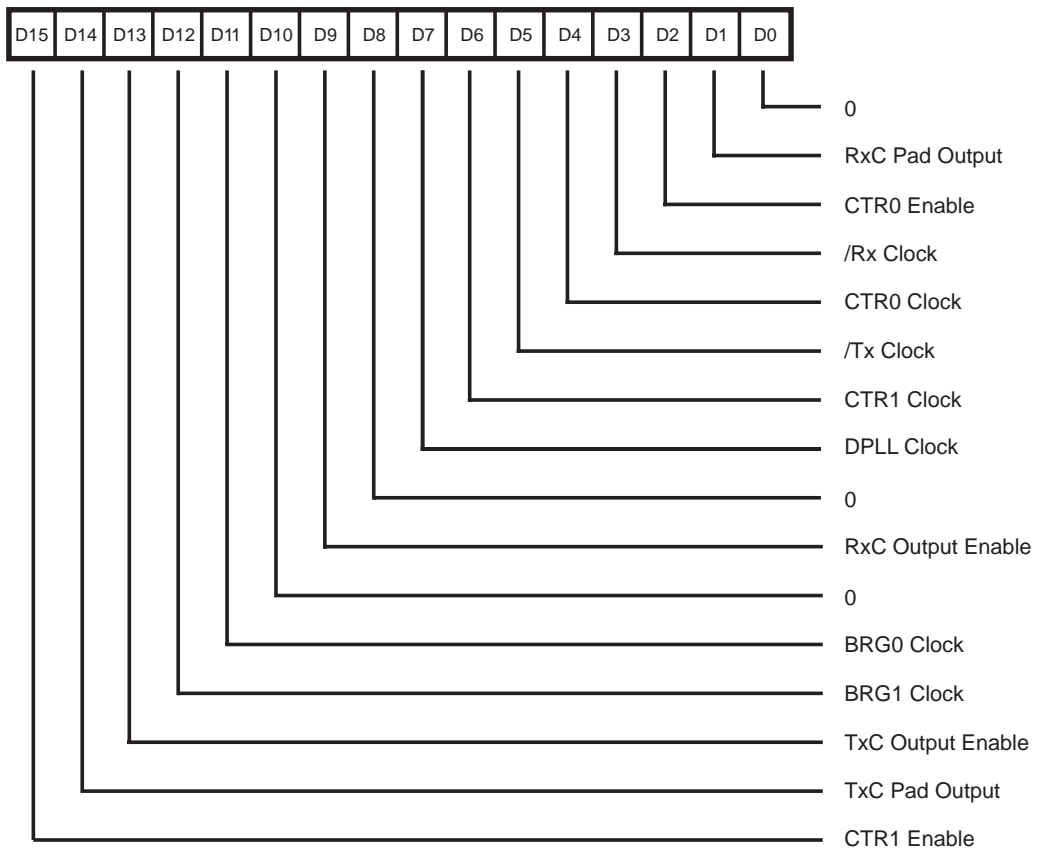 D15 D14 D13 D12 D11 D10 D9 D8 D7 D6 D5 D4 D3 D2 D1 D0
0
RxC Pad Output
CTR0 Enable
/Rx Clock
CTR0 Clock
/Tx Clock
CTR1 Clock
DPLL Clock
0
RxC Output Enable
0
BRG0 Clock
BRG1 Clock
TxC Output Enable
TxC Pad Output
CTR1 Enable